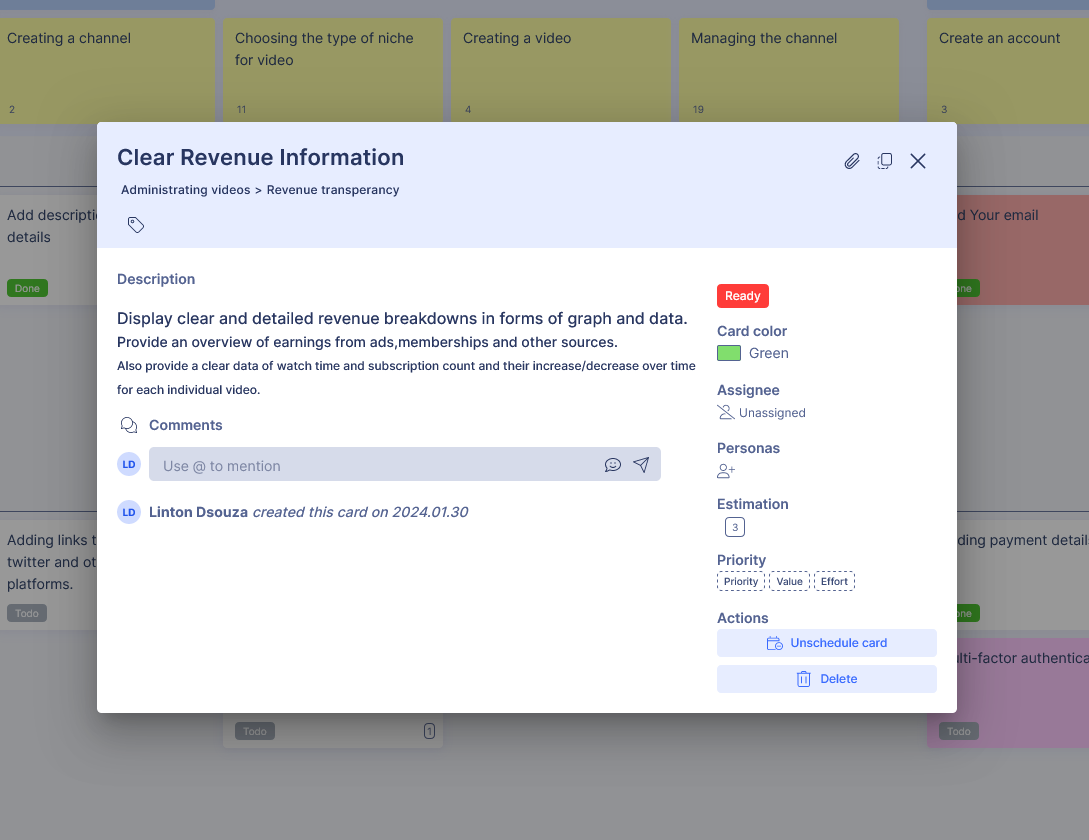 Creating a channel
Choosing the type of niche
for video
Creating a video
Managing the channel
Create an account
2
11
4
19
3
Clear Revenue Information
Administrating videos > Revenue transperancy
Add descripti
details
Done
d Your email
one
Description
Display clear and detailed revenue breakdowns in forms of graph and data.
Provide an overview of earnings from ads,memberships and other sources.
Also provide a clear data of watch time and subscription count and their increase/decrease over time
for each individual video.
Comments
LD
Use @ to mention
LD
Linton Dsouza created this card on 2024.01.30
Ready
Card color
Green
Assignee
Unassigned
Personas
Estimation
3
Priority
Priority
Value
Effort
Actions
Unschedule card
Delete
Adding links t
twitter and ot
platforms.
Todo
ding payment detail
one
lti-factor authentica
Todo
1
Todo